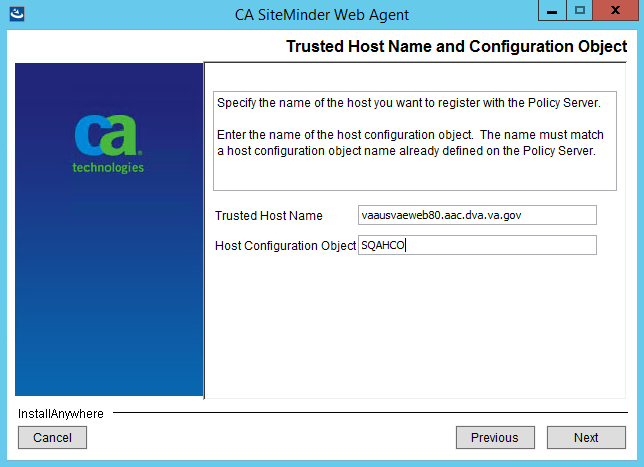 CA SiteMinder Web Agent
Trusted Host Name and Configuration Object
ca
technologies
Specify the name of the host you want to register with the Policy Server.
Enter the name of the host configuration object. The name must match
a host configuration object name already defined on the Policy Server.
Trusted Host Name vaausvaeweb80.aac.dva.va.gov
Host Configuration Object SQAHCO
InstallAnywhere
Cancel Previous Next